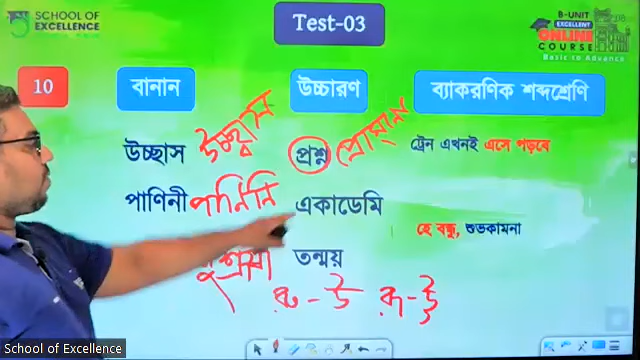 SCHOOL OF
EXCELLENCE
Test-03
B-UNIT
EXCELLENT
ONLINE
COURSE
Basic to Advance
10
বানান
উচ্চারণ
ব্যাকরণিক শব্দশ্রেণি
উচ্ছাস উচ্ছ্বাস প্রশ্ন ট্রেন এখনই এসে পড়বে
পাণিনী পাণিনি একাডেমি
হে বন্ধু, শুভকামনা
তন্ময়
School of Excellence